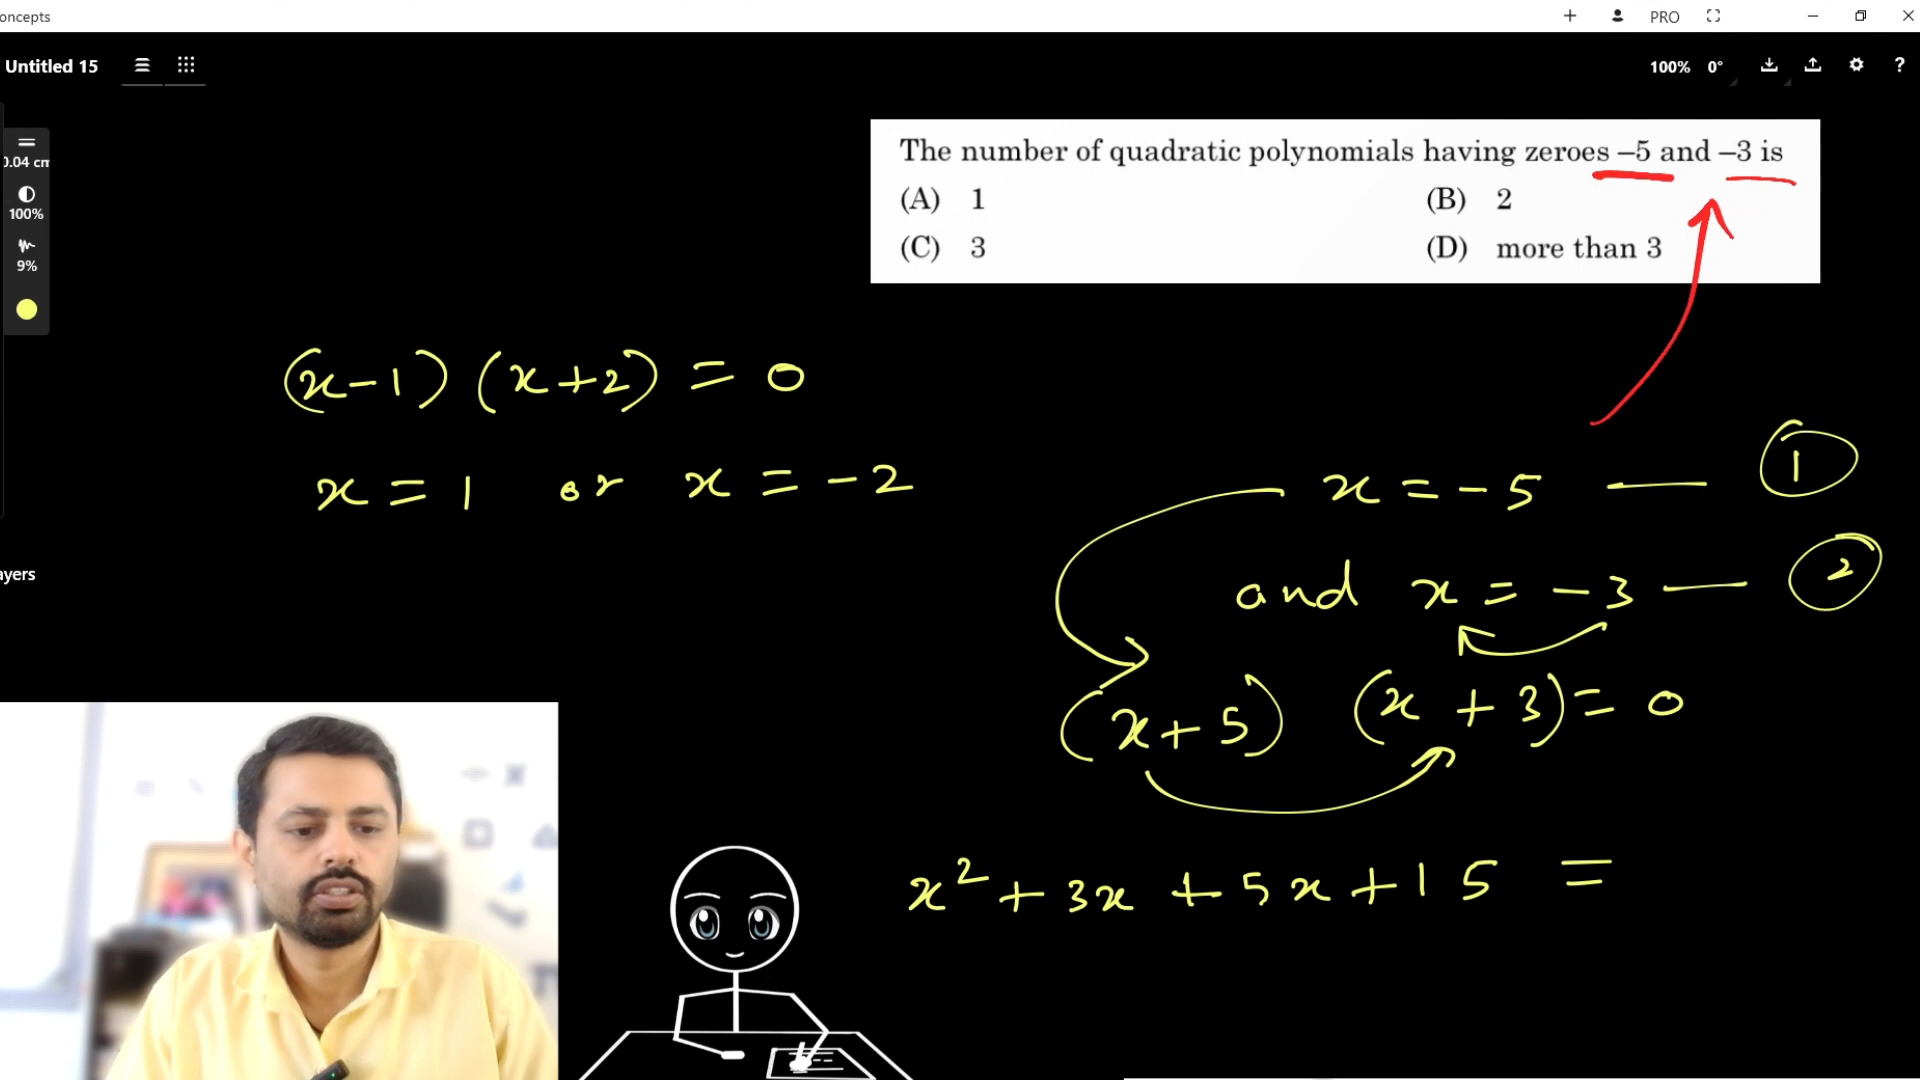 oncepts
PRO
Untitled 15
100% 0° ?
0.04 cm
100%
9%
ayers
The number of quadratic polynomials having zeroes –5 and –3 is
(A) 1 (B) 2
(C) 3 (D) more than 3
(x-1) (x+2) = 0
x = 1 or x = -2
x = -5 — 1
and x = -3 — 2
(x+5) (x+3) = 0
x² + 3x + 5x + 15 =